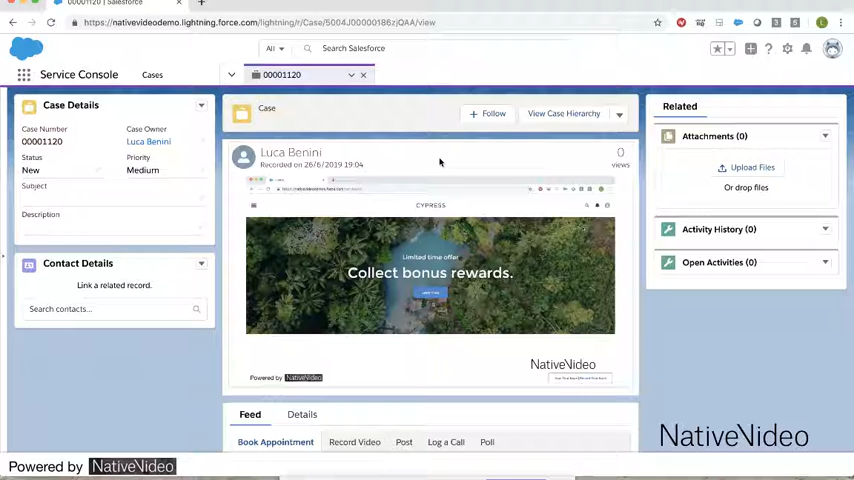 00001120 | Salesforce
https://nativevideodemo.lightning.force.com/lightning/r/Case/5004J00000186zjQAA/view
All
Search Salesforce
Service Console
Cases
00001120
Case Details
Case Number
00001120
Case Owner
Luca Benini
Status
New
Priority
Medium
Subject
Description
Contact Details
Link a related record.
Search contacts...
Case
Follow
View Case Hierarchy
Luca Benini
Recorded on 26/6/2019 19:04
0
views
CYPRESS
Limited time offer
Collect bonus rewards.
Powered by NativeVideo
NativeVideo
Feed
Details
Book Appointment
Record Video
Post
Log a Call
Poll
Related
Attachments (0)
Upload Files
Or drop files
Activity History (0)
Open Activities (0)
NativeVideo
Powered by NativeVideo